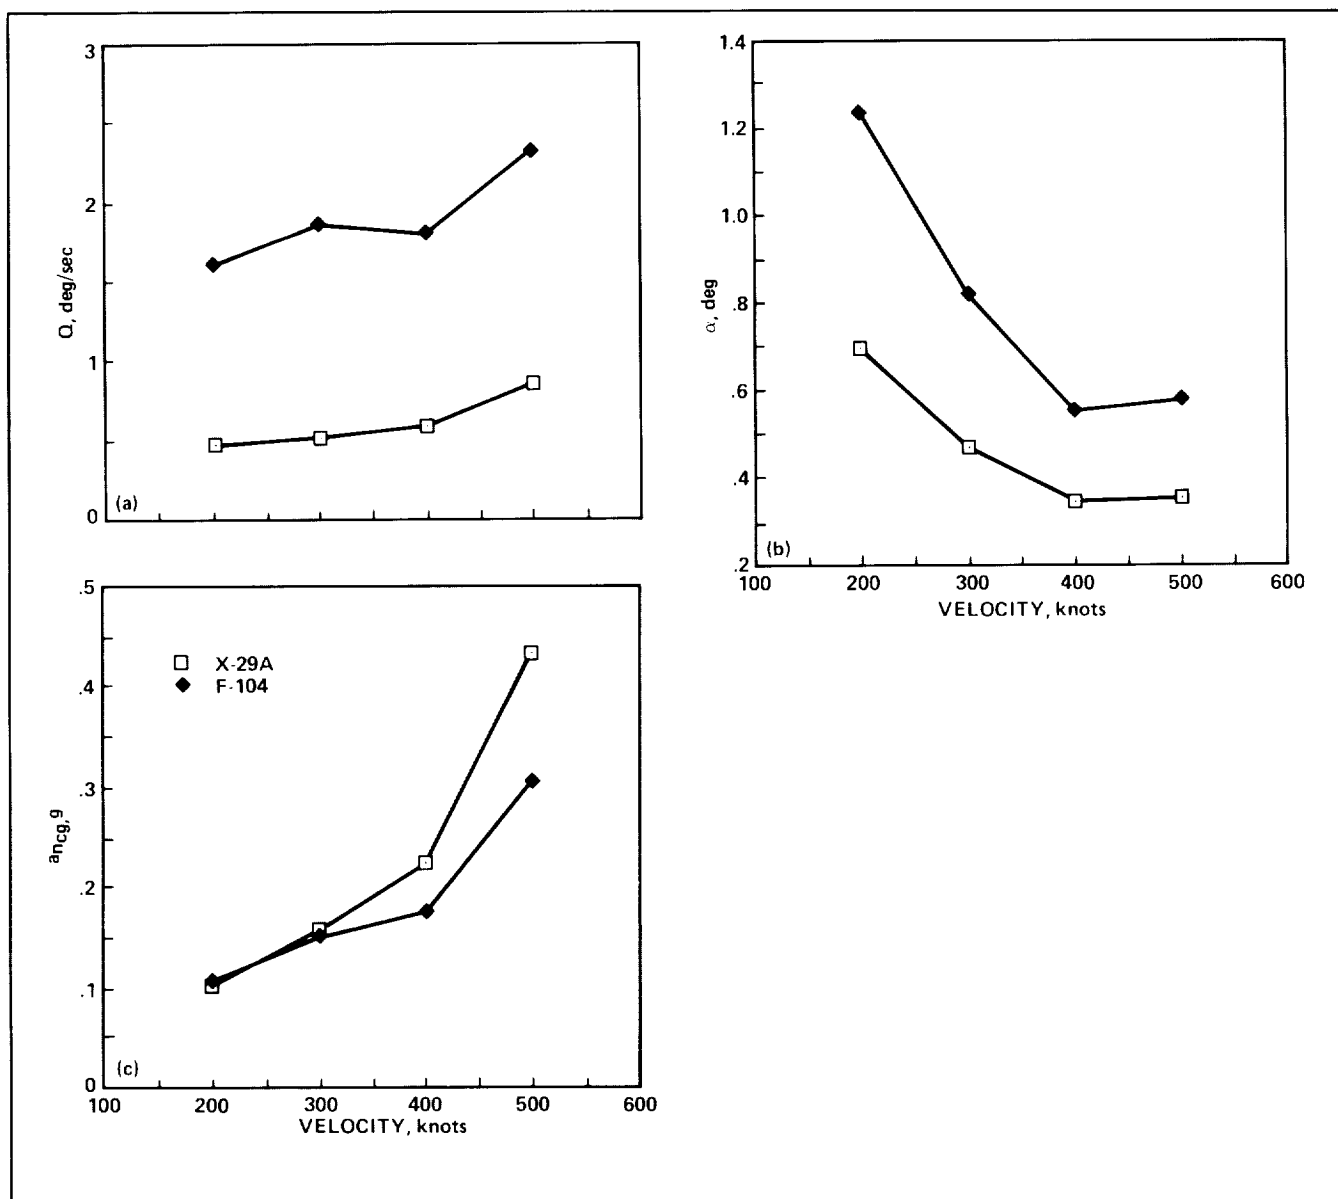 3
2
1
0
Q, deg/sec
(a)
1.4
1.2
1.0
.8
.6
.4
.2
α, deg
(b)
100 200 300 400 500 600
VELOCITY, knots
.5
.4
.3
.2
.1
0
ancg, g
X-29A
F-104
(c)
100 200 300 400 500 600
VELOCITY, knots